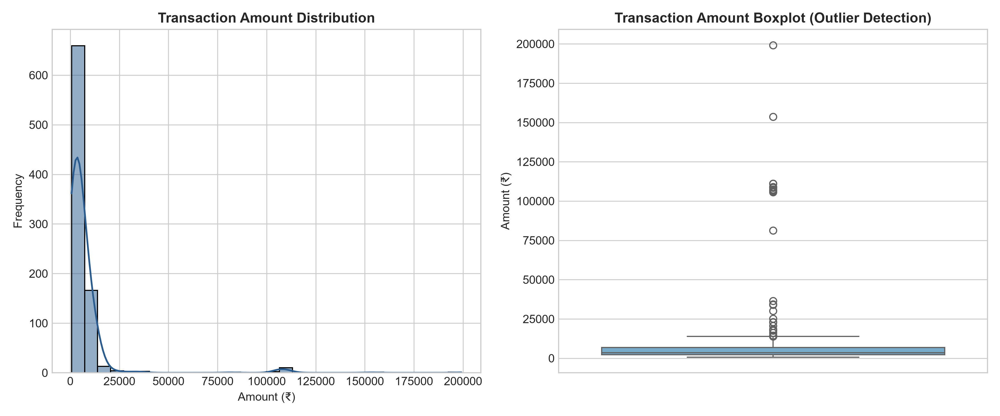 Transaction Amount Distribution
Frequency
600
500
400
300
200
100
0
0 25000 50000 75000 100000 125000 150000 175000 200000
Amount (₹)
Transaction Amount Boxplot (Outlier Detection)
Amount (₹)
200000
175000
150000
125000
100000
75000
50000
25000
0